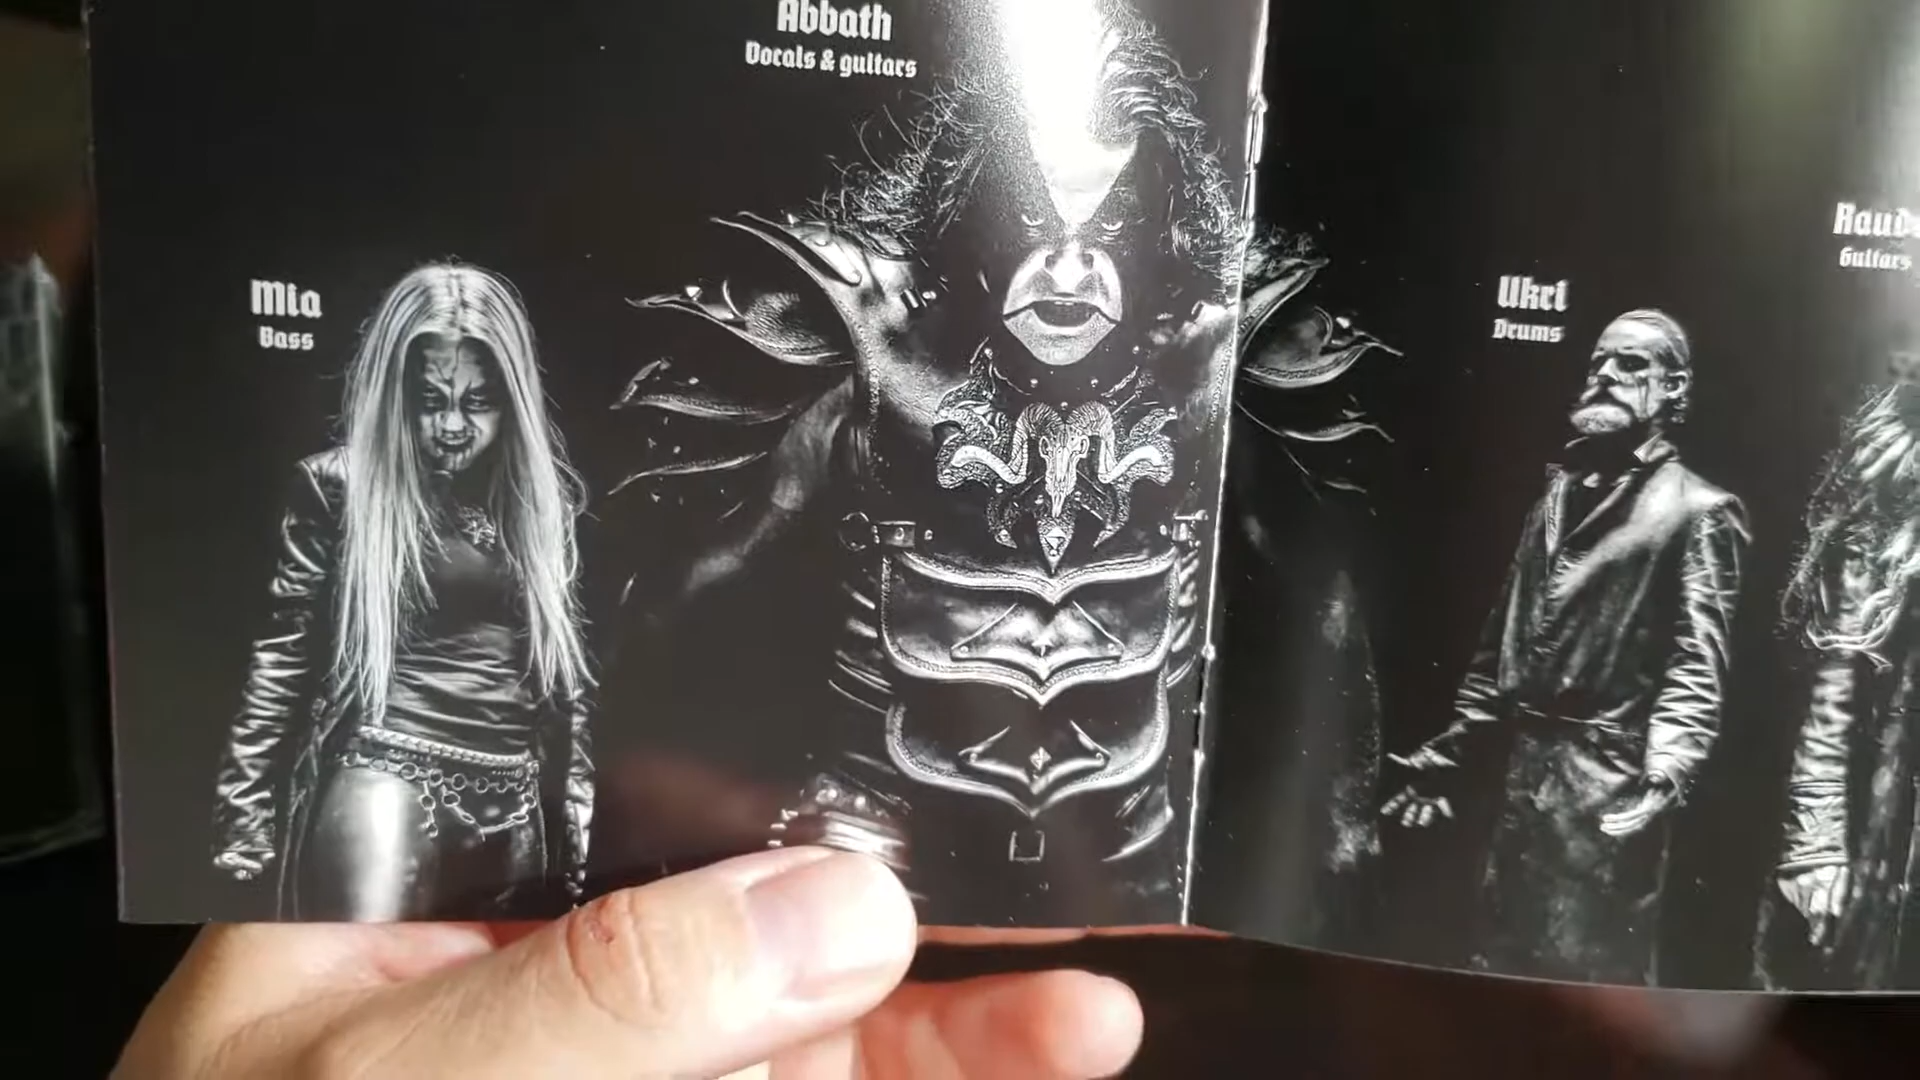 Abbath
Vocals & guitars
Mia
Bass
Ukri
Drums
Guitars